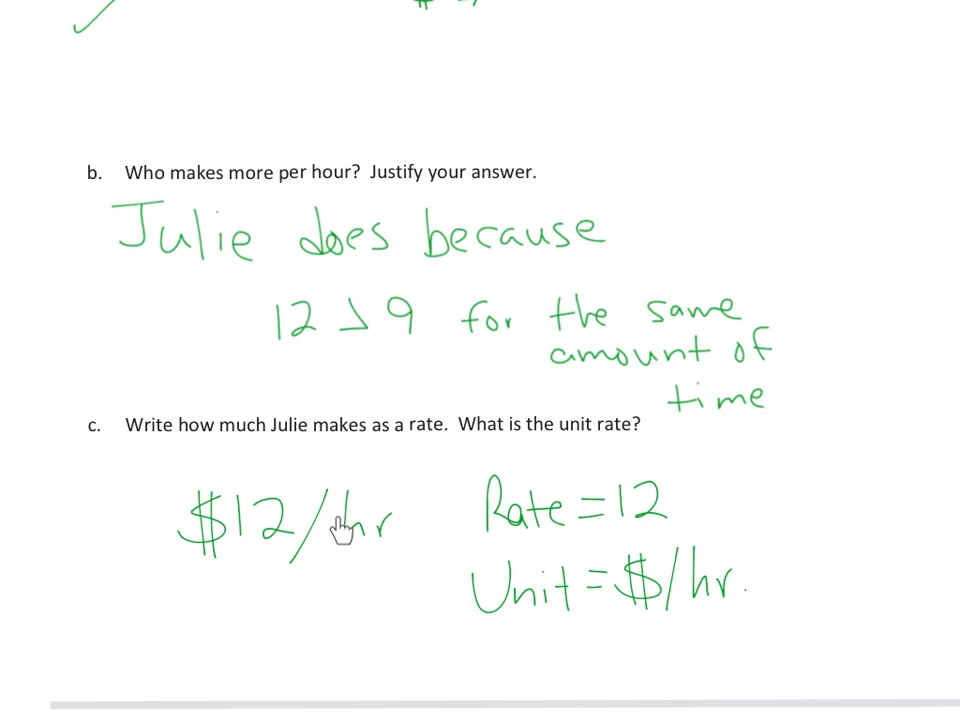 b. Who makes more per hour? Justify your answer.
Julie does because
12 > 9 for the same
amount of
time
c. Write how much Julie makes as a rate. What is the unit rate?
$12/hr
Rate = 12
Unit = $/hr.